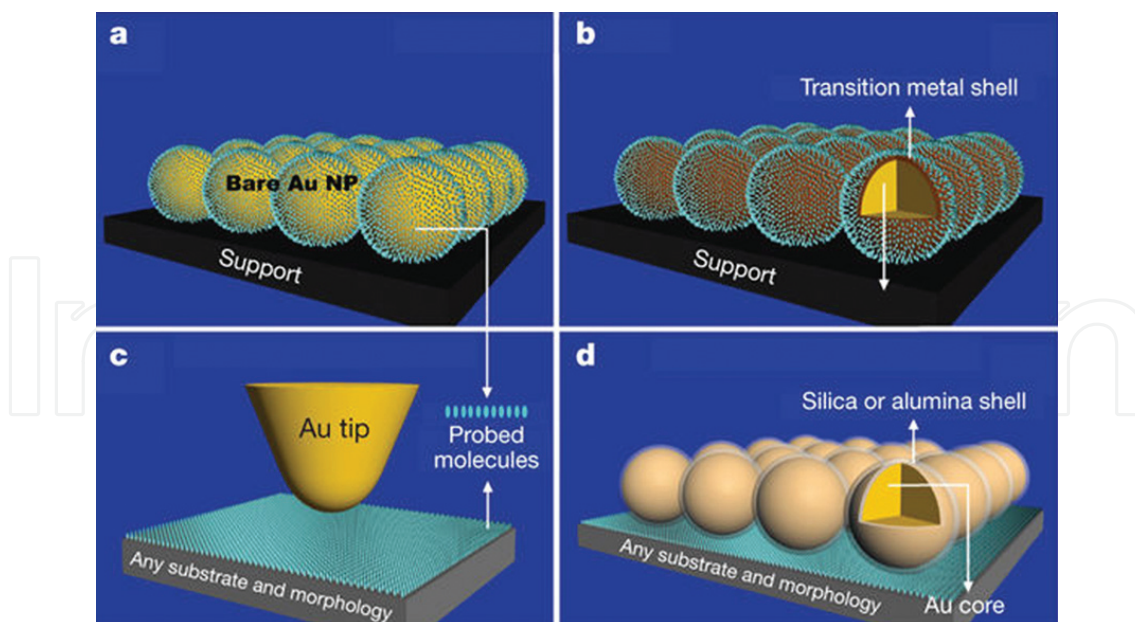 a
Bare Au NP
Support
b
Transition metal shell
Support
c
Au tip
Probed
molecules
Any substrate and morphology
d
Silica or alumina shell
Any substrate and morphology
Au core